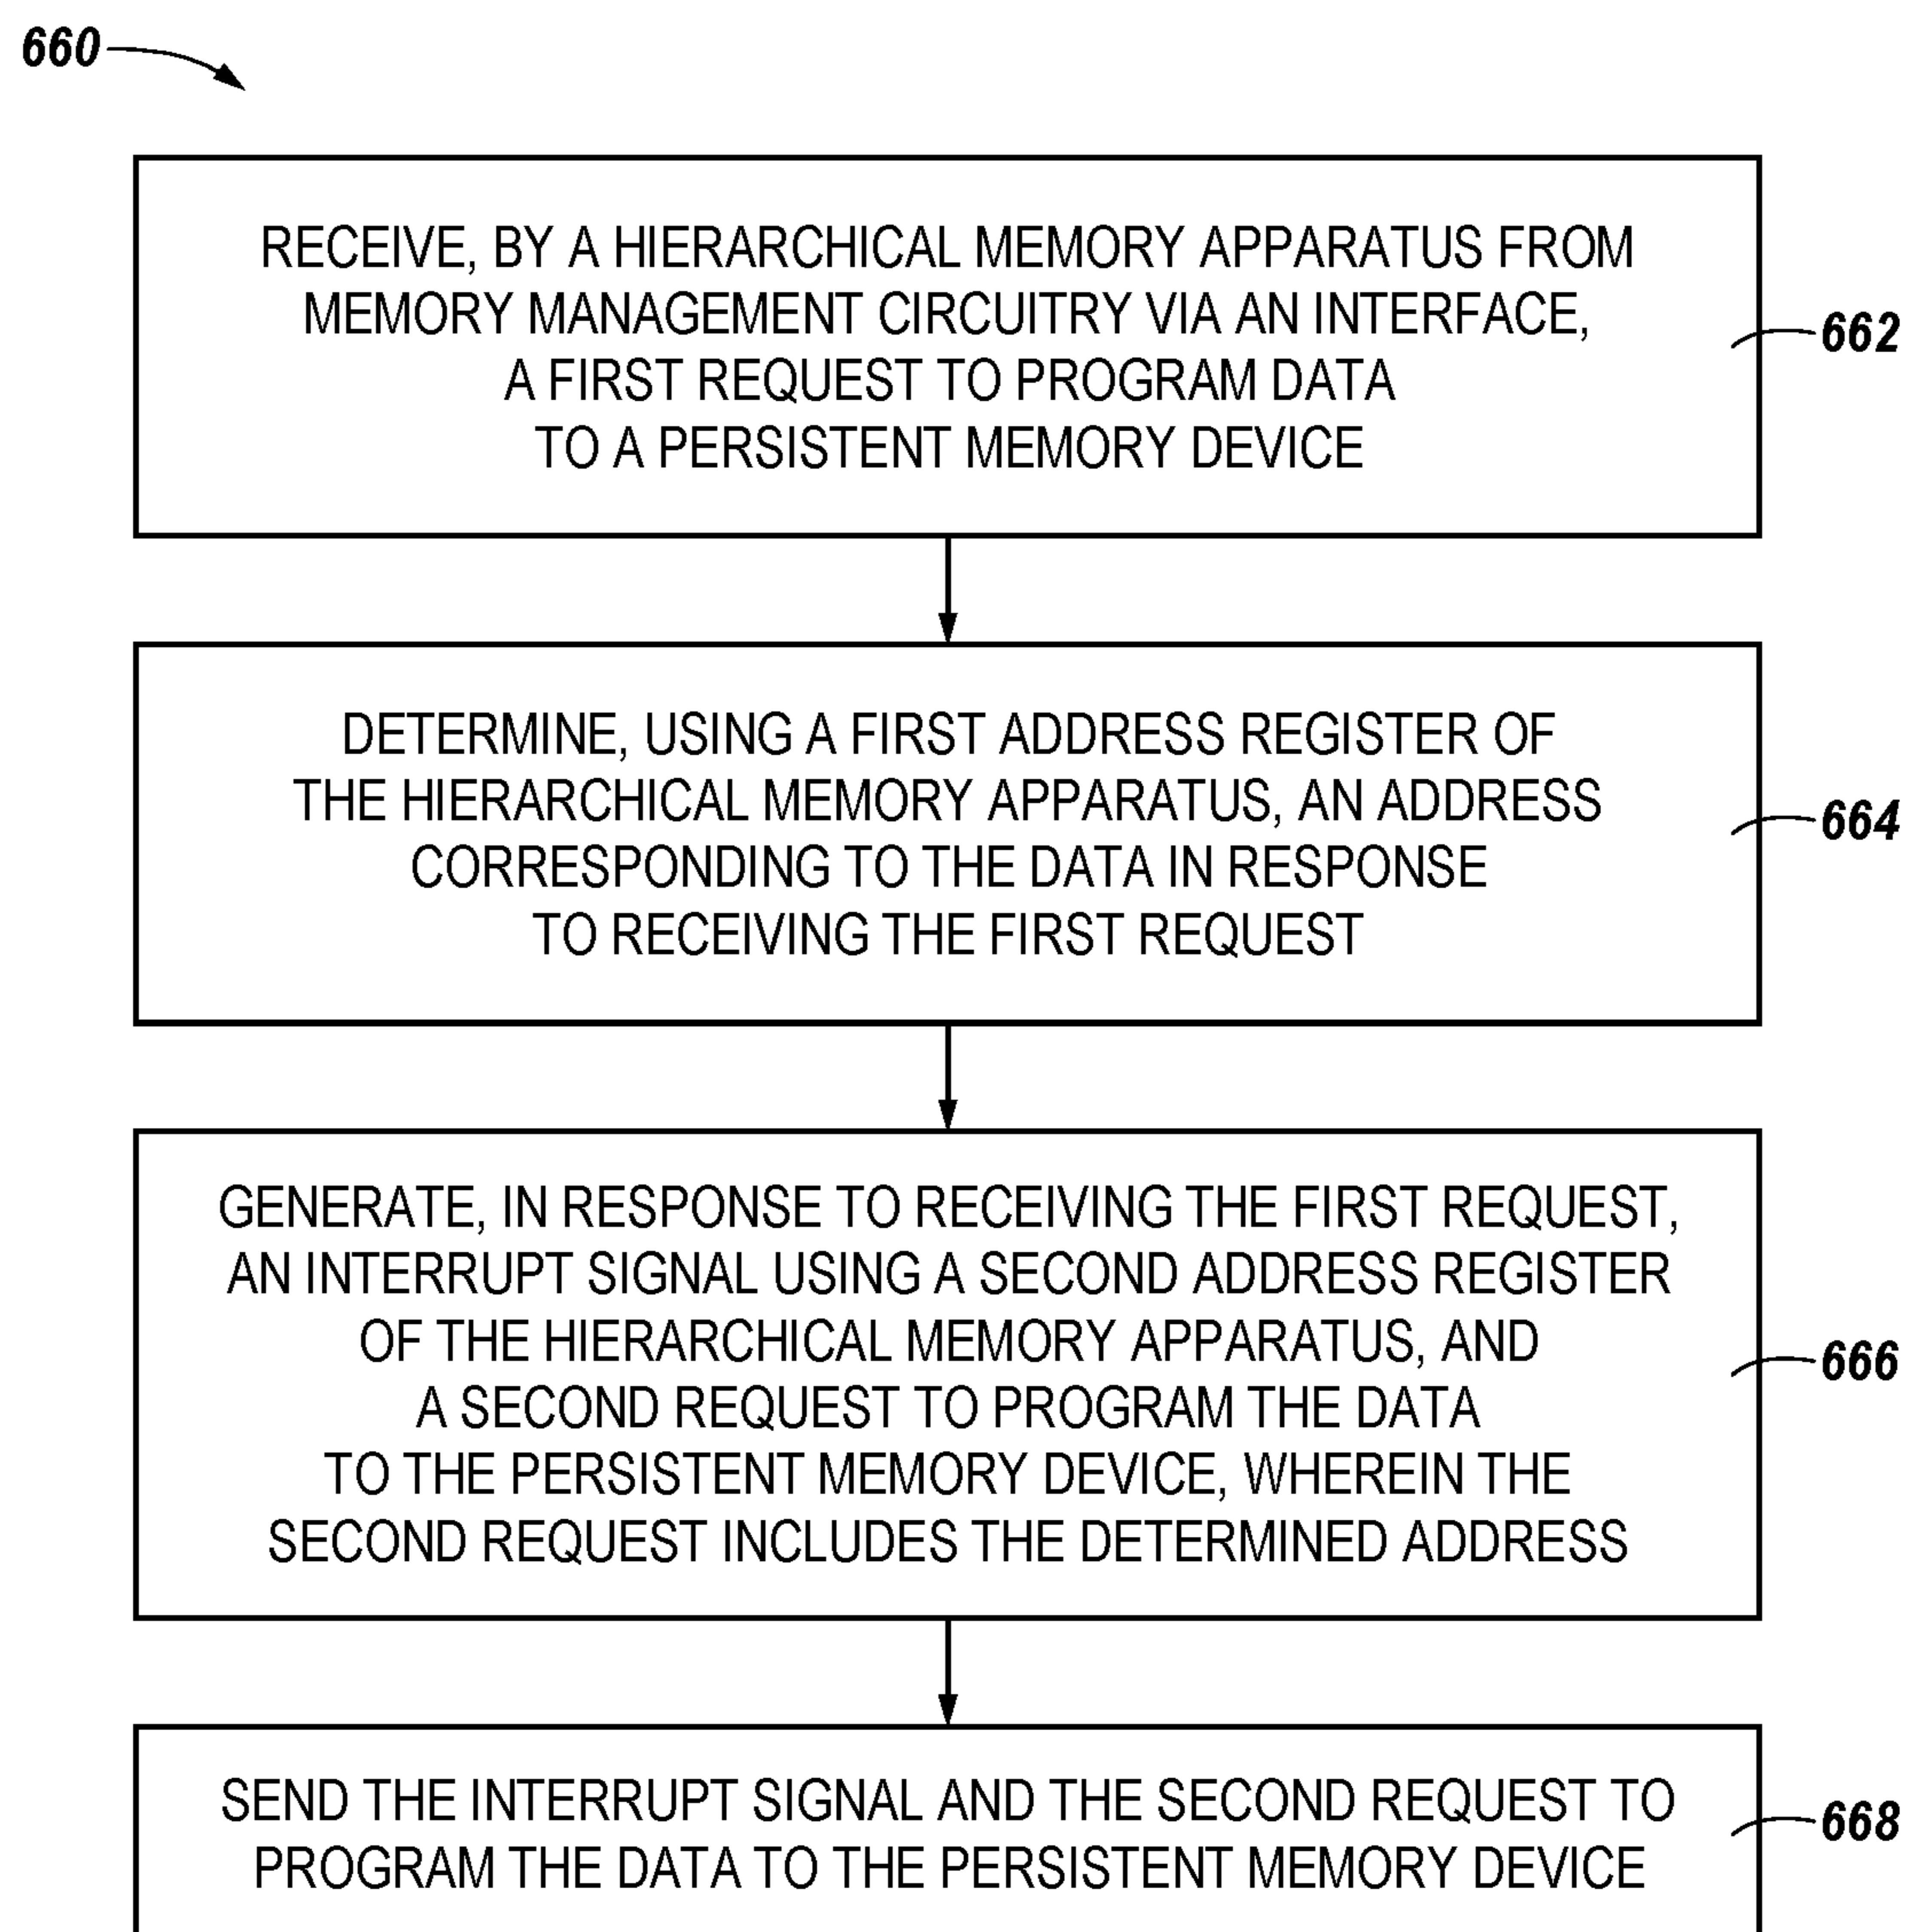 660
RECEIVE, BY A HIERARCHICAL MEMORY APPARATUS FROM
MEMORY MANAGEMENT CIRCUITRY VIA AN INTERFACE,
A FIRST REQUEST TO PROGRAM DATA
TO A PERSISTENT MEMORY DEVICE
662
DETERMINE, USING A FIRST ADDRESS REGISTER OF
THE HIERARCHICAL MEMORY APPARATUS, AN ADDRESS
CORRESPONDING TO THE DATA IN RESPONSE
TO RECEIVING THE FIRST REQUEST
664
GENERATE, IN RESPONSE TO RECEIVING THE FIRST REQUEST,
AN INTERRUPT SIGNAL USING A SECOND ADDRESS REGISTER
OF THE HIERARCHICAL MEMORY APPARATUS, AND
A SECOND REQUEST TO PROGRAM THE DATA
TO THE PERSISTENT MEMORY DEVICE, WHEREIN THE
SECOND REQUEST INCLUDES THE DETERMINED ADDRESS
666
SEND THE INTERRUPT SIGNAL AND THE SECOND REQUEST TO
PROGRAM THE DATA TO THE PERSISTENT MEMORY DEVICE
668